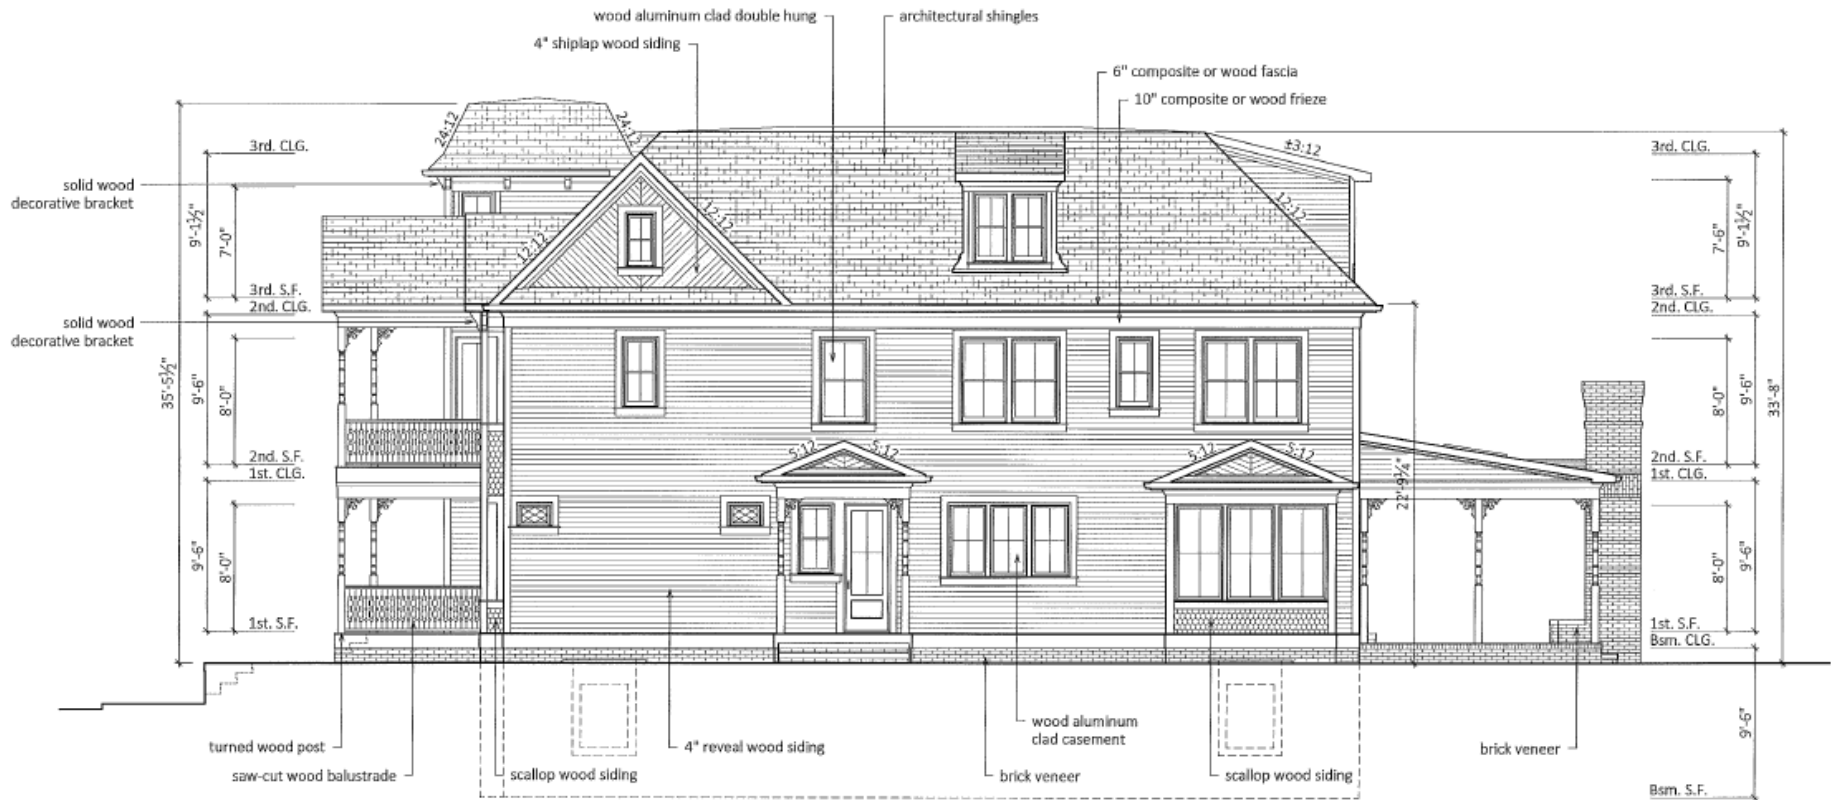 wood aluminum clad double hung
architectural shingles
4" shiplap wood siding
6" composite or wood fascia
10" composite or wood frieze
24:12
24:12
±3:12
3rd. CLG.
3rd. CLG.
solid wood
decorative bracket
9'-1½"
7'-0"
12:12
12:12
12:12
7'-6"
9'-1½"
3rd. S.F.
2nd. CLG.
3rd. S.F.
2nd. CLG.
solid wood
decorative bracket
35'-5½"
9'-6"
8'-0"
8'-0"
9'-6"
33'-8"
5:12
5:12
5:12
5:12
2nd. S.F.
1st. CLG.
2nd. S.F.
1st. CLG.
22'-9¼"
9'-6"
8'-0"
8'-0"
9'-6"
1st. S.F.
1st. S.F.
Bsm. CLG.
turned wood post
saw-cut wood balustrade
scallop wood siding
4" reveal wood siding
brick veneer
wood aluminum
clad casement
scallop wood siding
brick veneer
9'-6"
Bsm. S.F.